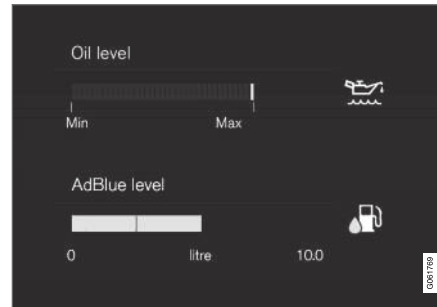 Oil level
Min Max
AdBlue level
0 litre 10.0
G061769